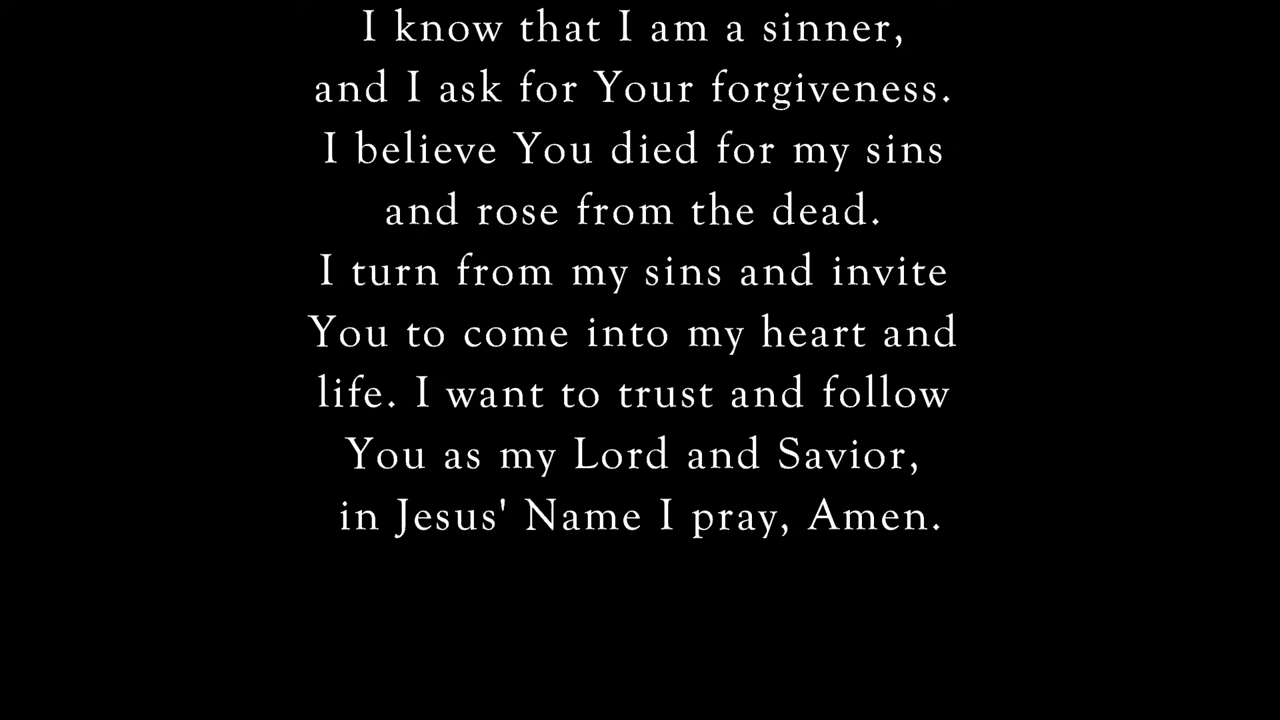 I know that I am a sinner,
and I ask for Your forgiveness.
I believe You died for my sins
and rose from the dead.
I turn from my sins and invite
You to come into my heart and
life. I want to trust and follow
You as my Lord and Savior,
in Jesus' Name I pray, Amen.